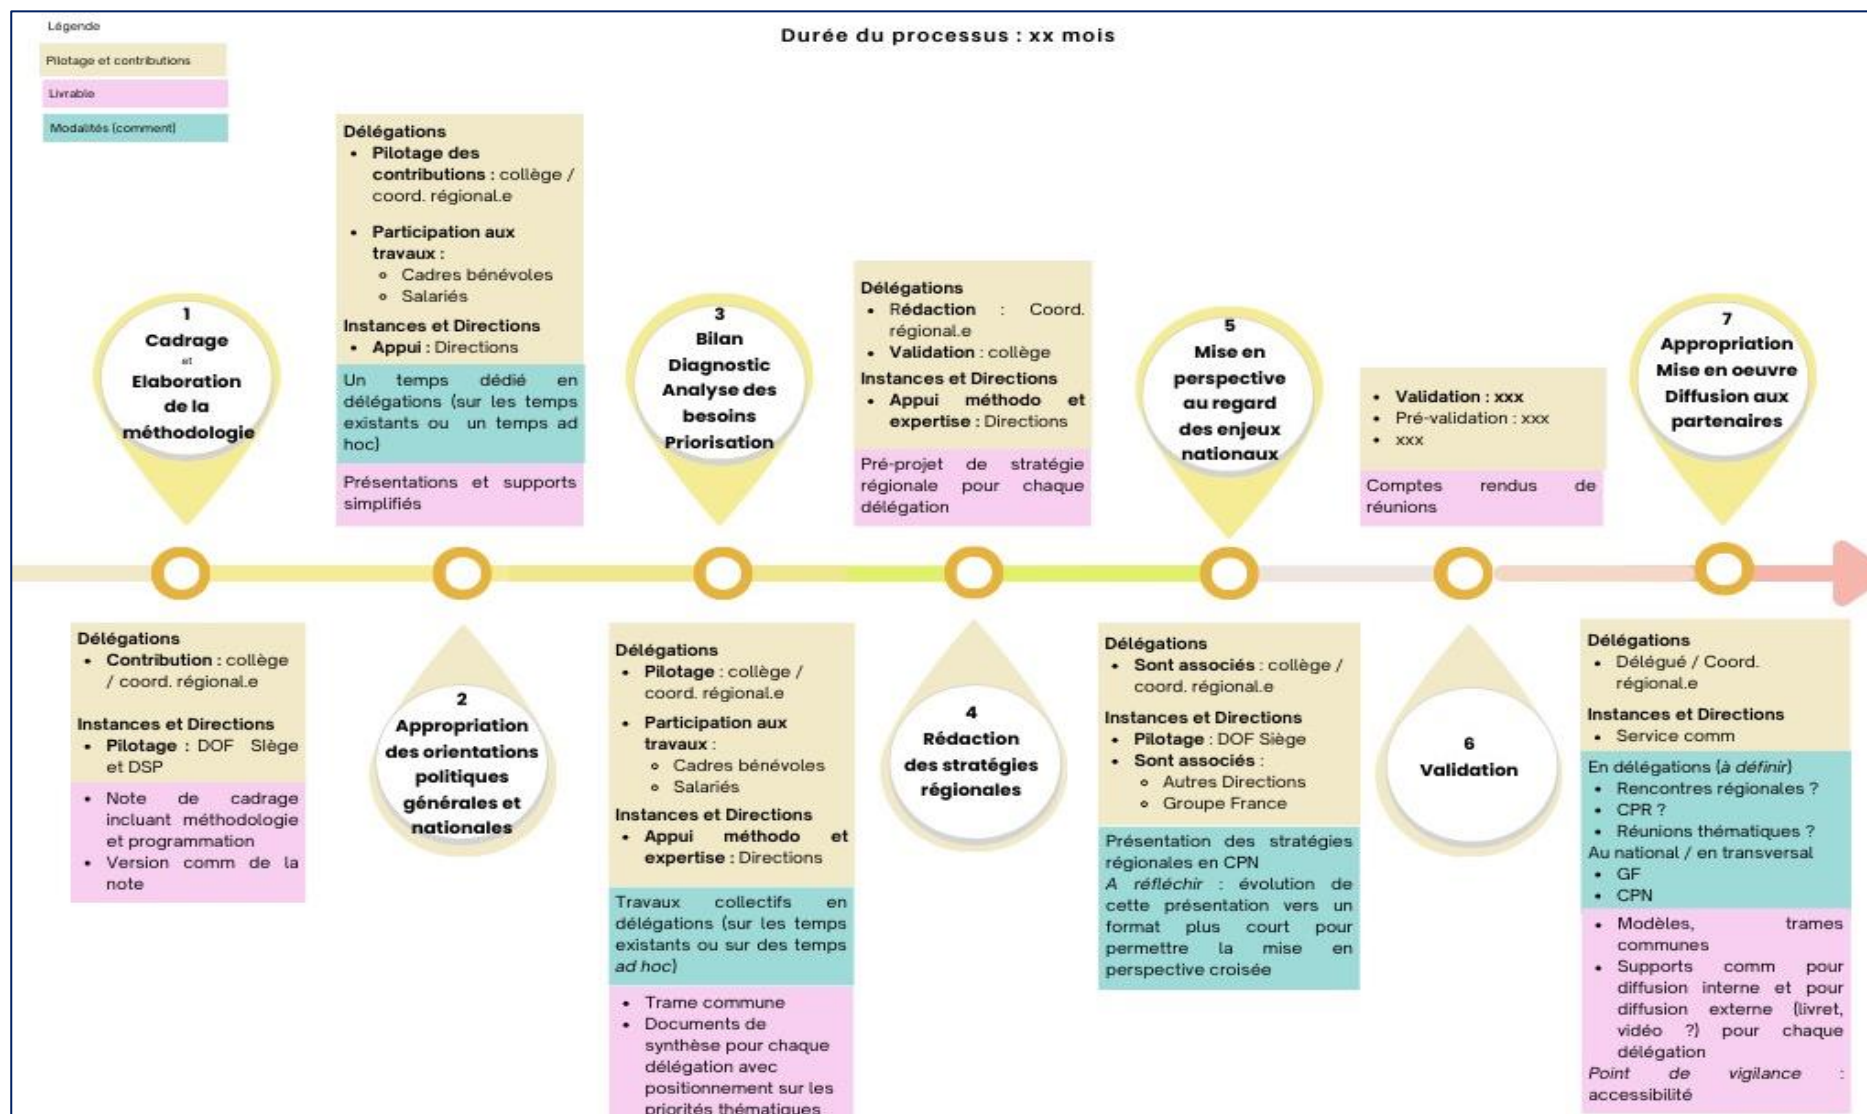 Légende
Pilotage et contributions
Livrable
Modalités (comment)
Durée du processus : xx mois
1
Cadrage
et
Elaboration
de la
méthodologie
Délégations
• Contribution : collège
/ coord. régional.e
Instances et Directions
• Pilotage : DOF SIège
et DSP
• Note de cadrage
incluant méthodologie
et programmation
• Version comm de la
note
Délégations
• Pilotage des
contributions : collège /
coord. régional.e
• Participation aux
travaux :
Cadres bénévoles
Salariés
Instances et Directions
• Appui : Directions
Un temps dédié en
délégations (sur les temps
existants ou un temps ad
hoc)
Présentations et supports
simplifiés
2
Appropriation
des orientations
politiques
générales et
nationales
3
Bilan
Diagnostic
Analyse des
besoins
Priorisation
Délégations
• Pilotage : collège /
coord. régional.e
• Participation aux
travaux :
Cadres bénévoles
Salariés
Instances et Directions
• Appui méthodo et
expertise : Directions
Travaux collectifs en
délégations (sur les temps
existants ou sur des temps
ad hoc)
• Trame commune
• Documents de
synthèse pour chaque
délégation avec
positionnement sur les
priorités thématiques
Délégations
• Rédaction : Coord.
régional.e
• Validation : collège
Instances et Directions
• Appui méthodo et
expertise : Directions
Pré-projet de stratégie
régionale pour chaque
délégation
4
Rédaction
des stratégies
régionales
5
Mise en
perspective
au regard
des enjeux
nationaux
Délégations
• Sont associés : collège /
coord. régional.e
Instances et Directions
• Pilotage : DOF Siège
• Sont associés :
Autres Directions
Groupe France
Présentation des stratégies
régionales en CPN
A réfléchir : évolution de
cette présentation vers un
format plus court pour
permettre la mise en
perspective croisée
• Validation : xxx
• Pré-validation : xxx
• xxx
Comptes rendus de
réunions
6
Validation
7
Appropriation
Mise en oeuvre
Diffusion aux
partenaires
Délégations
• Délégué / Coord.
régional.e
Instances et Directions
• Service comm
En délégations (à définir)
• Rencontres régionales ?
• CPR ?
• Réunions thématiques ?
Au national / en transversal
• GF
• CPN
• Modèles, trames
communes
• Supports comm pour
diffusion interne et pour
diffusion externe (livret,
vidéo ?) pour chaque
délégation
Point de vigilance :
accessibilité